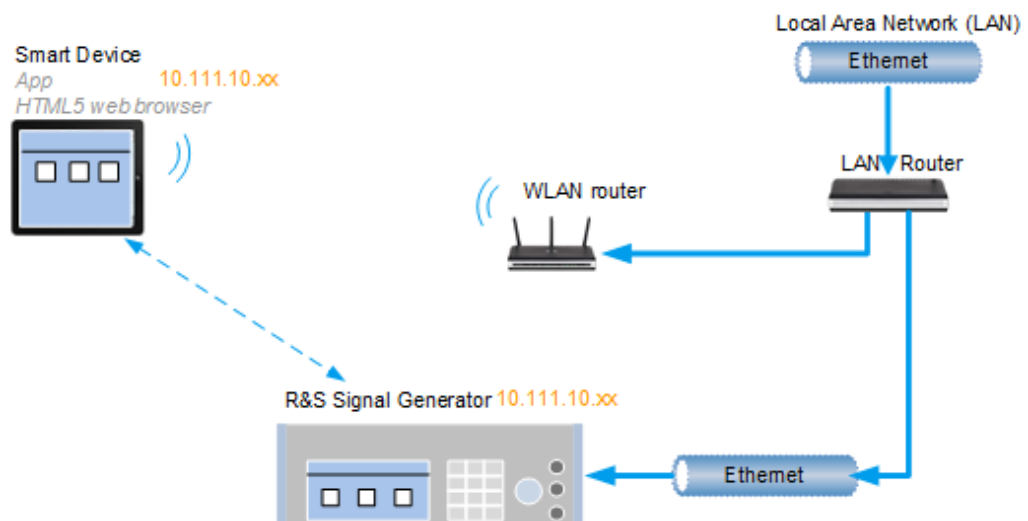 Local Area Network (LAN)
Ethernet
Smart Device
App
10.111.10.xx
HTML5 web browser
LAN Router
WLAN router
R&S Signal Generator 10.111.10.xx
Ethernet